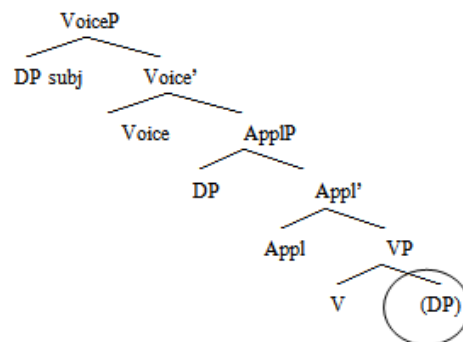 VoiceP
DP subj Voice’
Voice ApplP
DP Appl’
Appl VP
V (DP)